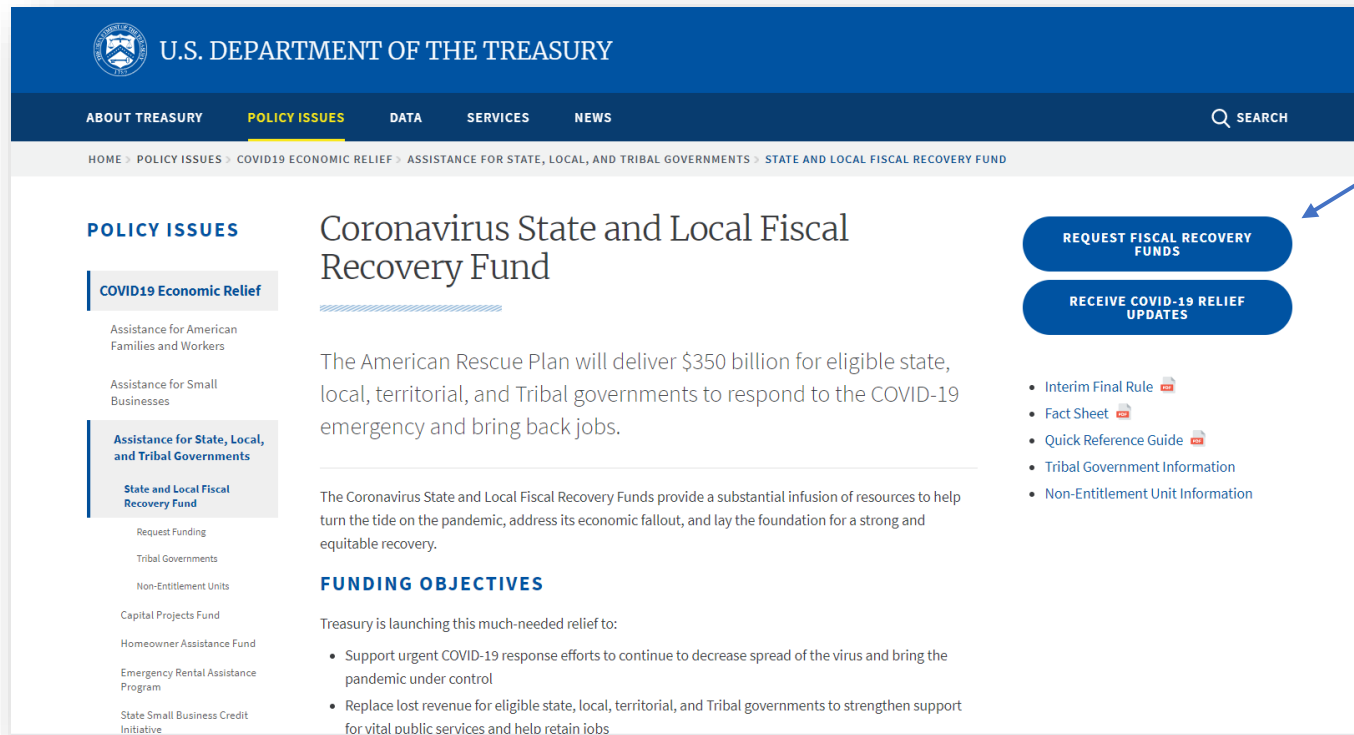 U.S. DEPARTMENT OF THE TREASURY
ABOUT TREASURY POLICY ISSUES DATA SERVICES NEWS SEARCH
HOME > POLICY ISSUES > COVID19 ECONOMIC RELIEF > ASSISTANCE FOR STATE, LOCAL, AND TRIBAL GOVERNMENTS > STATE AND LOCAL FISCAL RECOVERY FUND
POLICY ISSUES
COVID19 Economic Relief
Assistance for American
Families and Workers
Assistance for Small
Businesses
Assistance for State, Local,
and Tribal Governments
State and Local Fiscal
Recovery Fund
Request Funding
Tribal Governments
Non-Entitlement Units
Capital Projects Fund
Homeowner Assistance Fund
Emergency Rental Assistance
Program
State Small Business Credit
Initiative
Coronavirus State and Local Fiscal
Recovery Fund
The American Rescue Plan will deliver $350 billion for eligible state,
local, territorial, and Tribal governments to respond to the COVID-19
emergency and bring back jobs.
The Coronavirus State and Local Fiscal Recovery Funds provide a substantial infusion of resources to help
turn the tide on the pandemic, address its economic fallout, and lay the foundation for a strong and
equitable recovery.
FUNDING OBJECTIVES
Treasury is launching this much-needed relief to:
• Support urgent COVID-19 response efforts to continue to decrease spread of the virus and bring the
pandemic under control
• Replace lost revenue for eligible state, local, territorial, and Tribal governments to strengthen support
for vital public services and help retain jobs
REQUEST FISCAL RECOVERY
FUNDS
RECEIVE COVID-19 RELIEF
UPDATES
• Interim Final Rule PDF
• Fact Sheet PDF
• Quick Reference Guide PDF
• Tribal Government Information
• Non-Entitlement Unit Information